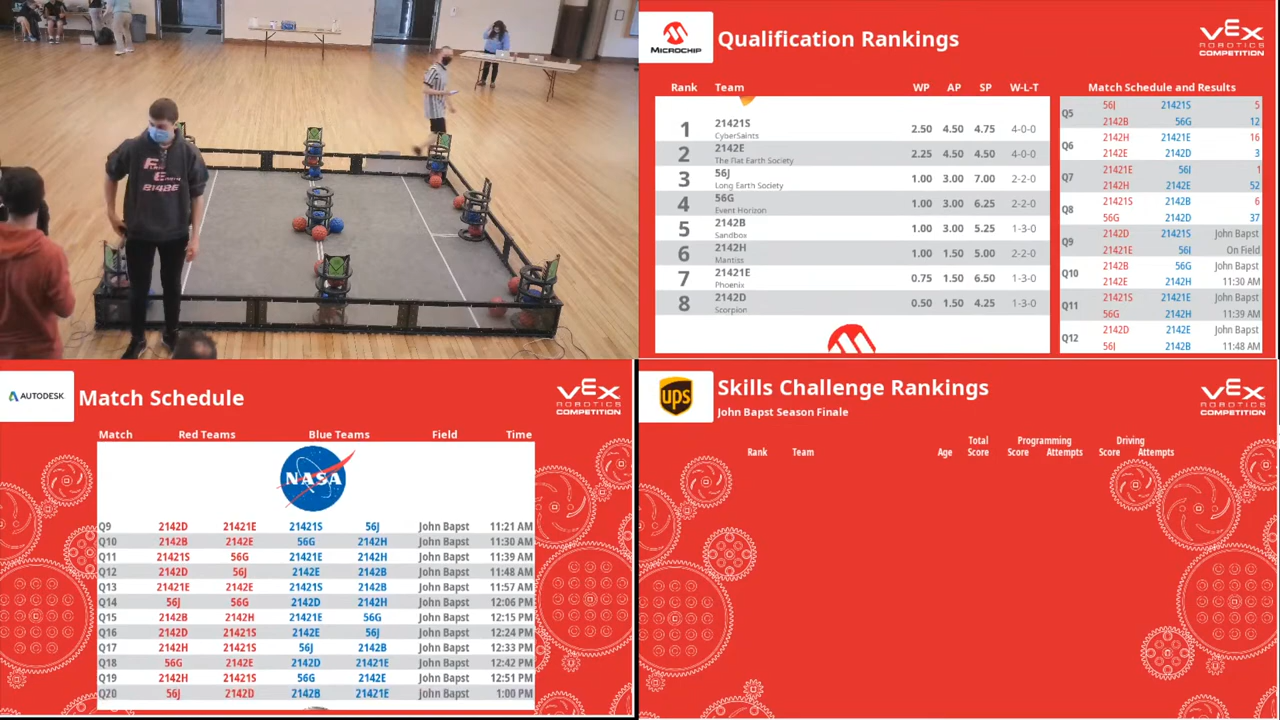 FLAT
EARTH
2142E
MICROCHIP
Qualification Rankings
VEX
ROBOTICS
COMPETITION
Rank Team WP AP SP W-L-T
1 21421S 2.50 4.50 4.75 4-0-0
CyberSaints
2 2142E 2.25 4.50 4.50 4-0-0
The Flat Earth Society
3 56J 1.00 3.00 7.00 2-2-0
Long Earth Society
4 56G 1.00 3.00 6.25 2-2-0
Event Horizon
5 2142B 1.00 3.00 5.25 1-3-0
Sandbox
6 2142H 1.00 1.50 5.00 2-2-0
Mantiss
7 21421E 0.75 1.50 6.50 1-3-0
Phoenix
8 2142D 0.50 1.50 4.25 1-3-0
Scorpion
Match Schedule and Results
Q5 56J 21421S 5
2142B 56G 12
Q6 2142H 21421E 16
2142E 2142D 3
Q7 21421E 56J 1
2142H 2142E 52
Q8 21421S 2142B 6
56G 2142D 37
Q9 2142D 21421S John Bapst
21421E 56J On Field
Q10 2142B 56G John Bapst
2142E 2142H 11:30 AM
Q11 21421S 21421E John Bapst
56G 2142H 11:39 AM
Q12 2142D 2142E John Bapst
56J 2142B 11:48 AM
AUTODESK
Match Schedule
VEX
ROBOTICS
COMPETITION
Match Red Teams Blue Teams Field Time
NASA
Q9 2142D 21421E 21421S 56J John Bapst 11:21 AM
Q10 2142B 2142E 56G 2142H John Bapst 11:30 AM
Q11 21421S 56G 21421E 2142H John Bapst 11:39 AM
Q12 2142D 56J 2142E 2142B John Bapst 11:48 AM
Q13 21421E 2142E 21421S 2142B John Bapst 11:57 AM
Q14 56J 56G 2142D 2142H John Bapst 12:06 PM
Q15 2142B 2142H 21421E 56G John Bapst 12:15 PM
Q16 2142D 21421S 2142E 56J John Bapst 12:24 PM
Q17 2142H 21421S 56J 2142B John Bapst 12:33 PM
Q18 56G 2142E 2142D 21421E John Bapst 12:42 PM
Q19 2142H 21421S 56G 2142E John Bapst 12:51 PM
Q20 56J 2142D 2142B 21421E John Bapst 1:00 PM
ups
Skills Challenge Rankings
John Bapst Season Finale
VEX
ROBOTICS
COMPETITION
Total Programming Driving
Rank Team Age Score Score Attempts Score Attempts